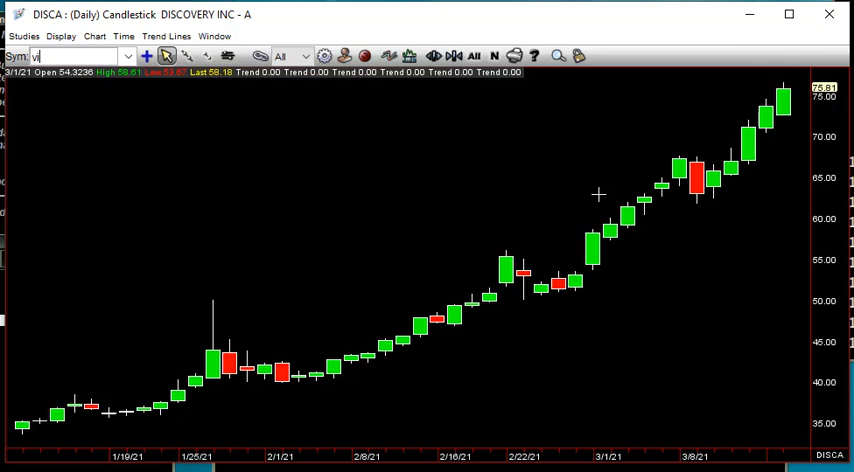 DISCA : (Daily) Candlestick DISCOVERY INC - A
Studies Display Chart Time Trend Lines Window
Sym: vi All All N ?
3/1/21 Open 54.3236 High 58.61 Low 53.67 Last 58.18 Trend 0.00 Trend 0.00 Trend 0.00 Trend 0.00 Trend 0.00 Trend 0.00
75.81
75.00
70.00
65.00
60.00
55.00
50.00
45.00
40.00
35.00
1/19/21 1/25/21 2/1/21 2/8/21 2/16/21 2/22/21 3/1/21 3/8/21 DISCA